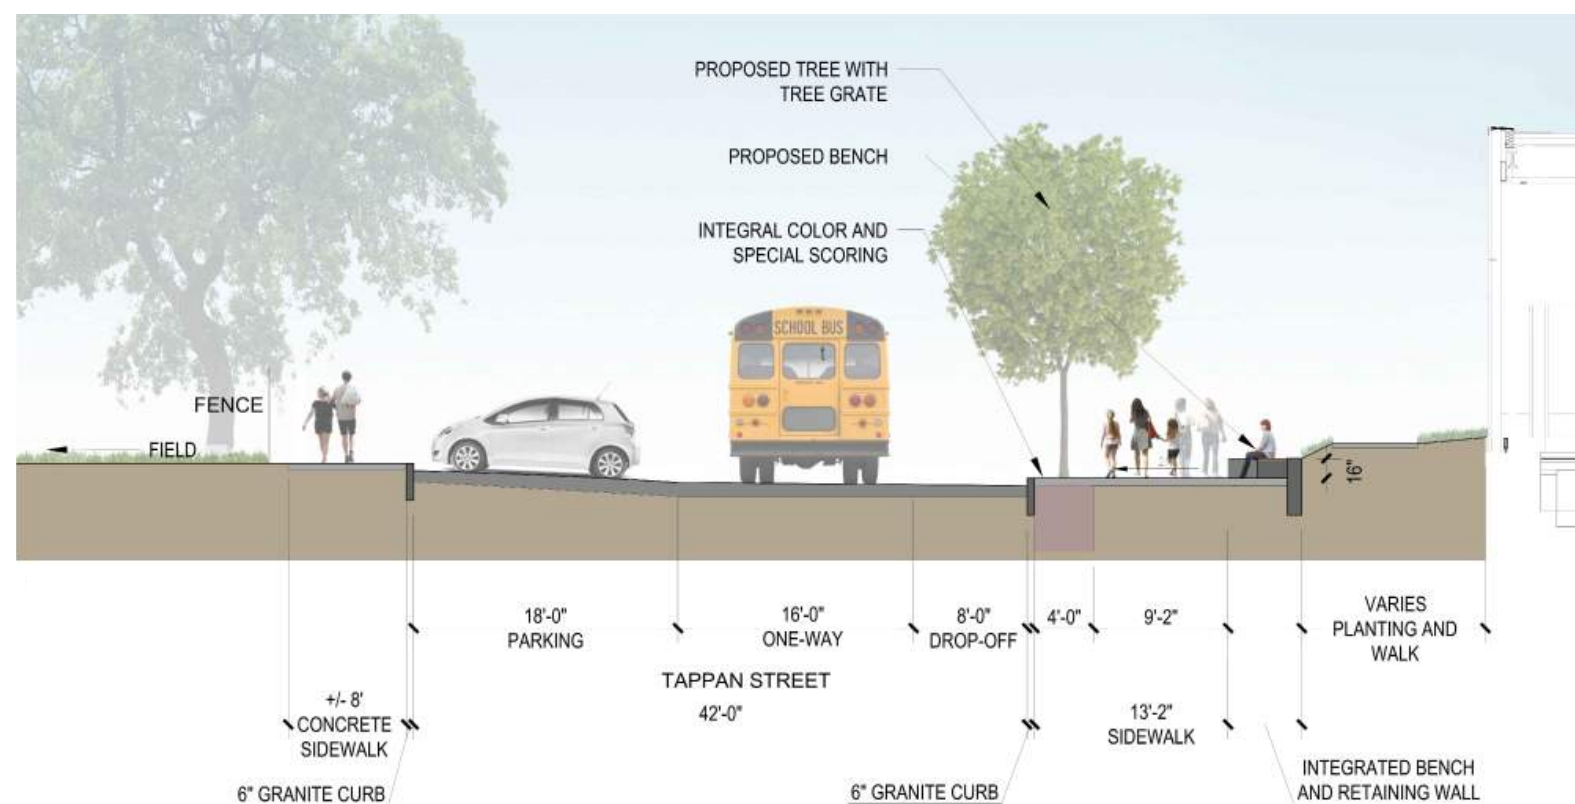 PROPOSED TREE WITH
TREE GRATE
PROPOSED BENCH
INTEGRAL COLOR AND
SPECIAL SCORING
SCHOOL BUS
FENCE
FIELD
16"
18'-0"
PARKING
16'-0"
ONE-WAY
8'-0"
DROP-OFF
4'-0"
9'-2"
VARIES
PLANTING AND
WALK
TAPPAN STREET
42'-0"
+/- 8'
CONCRETE
SIDEWALK
13'-2"
SIDEWALK
6" GRANITE CURB
6" GRANITE CURB
INTEGRATED BENCH
AND RETAINING WALL